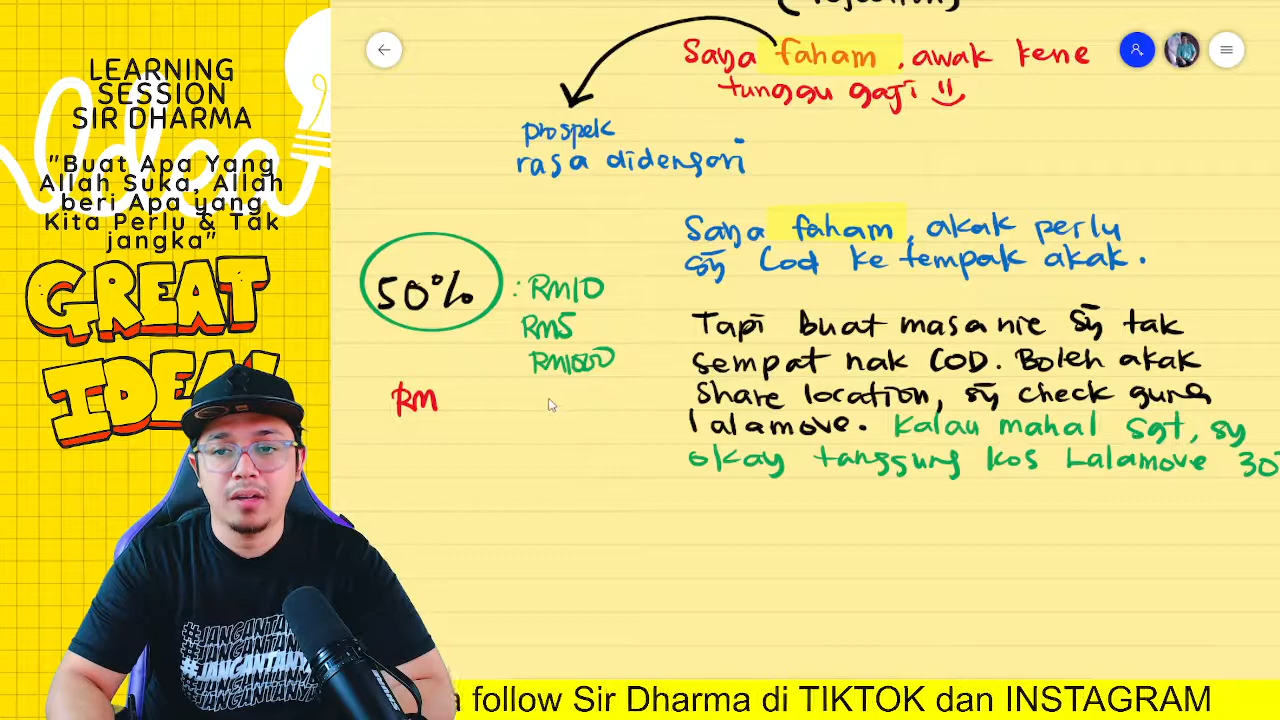 LEARNING
SESSION
SIR DHARMA
"Buat Apa Yang
Allah Suka, Allah
beri Apa yang
Kita Perlu & Tak
jangka"
GREAT
Saya faham, awak kene
tunggu gaji
prospek
rasa didengari
Saya faham, akak perlu
sy Cod ke tempak akak.
50% : RM10
RM5
RM1000
RM
Tapi buat masa nie sy tak
sempat nak COD. Boleh akak
share location, sy check guna
lalamove. Kalau mahal sgt, sy
okay tanggung kos Lalamove
#JANGANTANYA
follow Sir Dharma di TIKTOK dan INSTAGRAM